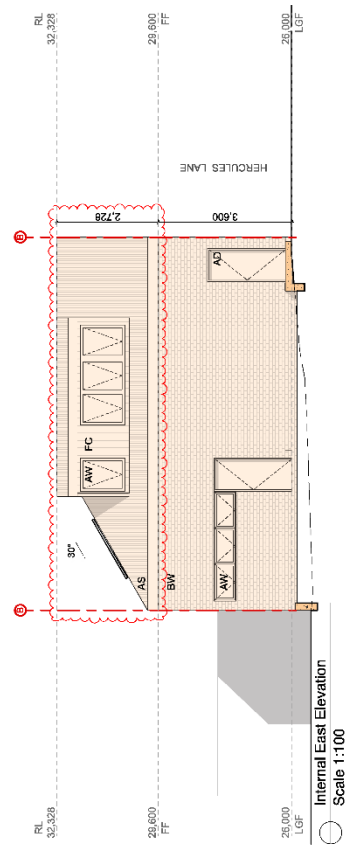 RL
32,328
29,600
FF
26,000
LGF
HERCULES LANE
2,728
3,600
B
B
FC
AW
30°
AS
BW
AW
AD
RL
32,328
29,600
FF
26,000
LGF
Internal East Elevation
Scale 1:100